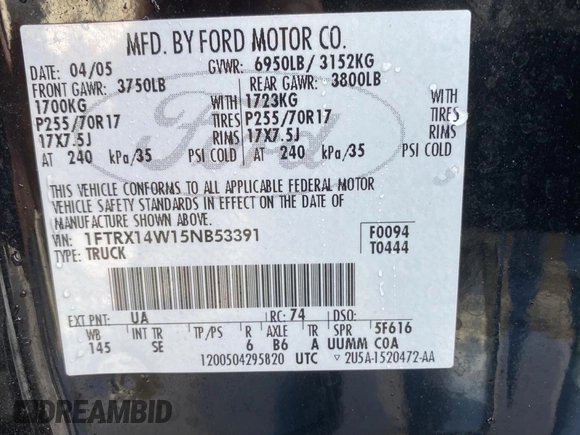 MFD. BY FORD MOTOR CO.
DATE: 04/05 GVWR: 6950LB/ 3152KG
FRONT GAWR: 3750LB REAR GAWR: 3800LB
1700KG WITH 1723KG WITH
P255/70R17 TIRES P255/70R17 TIRES
17X7.5J RIMS 17X7.5J RIMS
AT 240 kPa/35 PSI COLD AT 240 kPa/35 PSI COLD
THIS VEHICLE CONFORMS TO ALL APPLICABLE FEDERAL MOTOR
VEHICLE SAFETY STANDARDS IN EFFECT ON THE DATE OF
MANUFACTURE SHOWN ABOVE.
VIN: 1FTRX14W15NB53391 F0094
TYPE: TRUCK T0444
EXT PNT: UA RC: 74 DSO:
WB INT TR TP/PS R AXLE TR SPR 5F616
145 SE 6 B6 A UUMM COA
1200504295820 UTC ▽ 2U5A-1520472-AA
Ford
DREAMBID